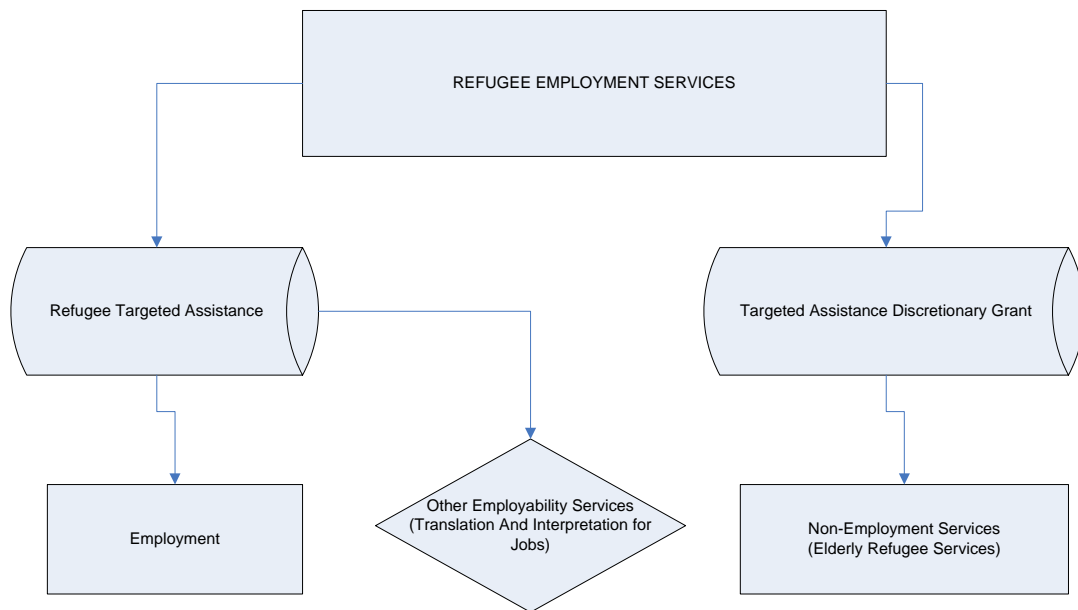 REFUGEE EMPLOYMENT SERVICES
Refugee Targeted Assistance
Targeted Assistance Discretionary Grant
Employment
Other Employability Services
(Translation And Interpretation for
Jobs)
Non-Employment Services
(Elderly Refugee Services)